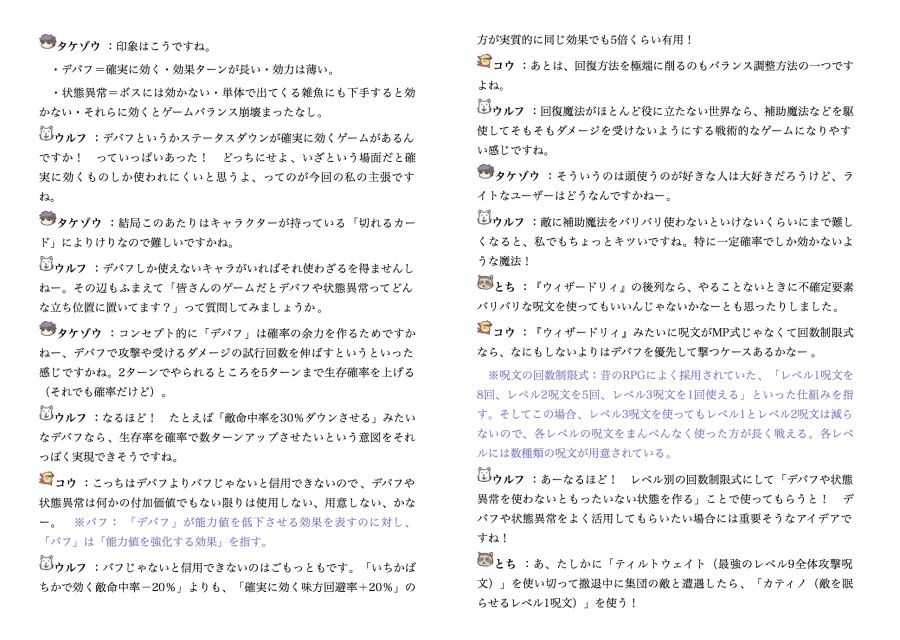 タケゾウ ：印象はこうですね。
・デバフ＝確実に効く・効果ターンが長い・効力は薄い。
・状態異常＝ボスには効かない・単体で出てくる雑魚にも下手すると効
かない・それらに効くとゲームバランス崩壊まったなし。
ウルフ ：デバフというかステータスダウンが確実に効くゲームがあるん
ですか！　っていっぱいあった！　どっちにせよ、いざという場面だと確
実に効くものしか使われにくいと思うよ、ってのが今回の私の主張です
ね。
タケゾウ ：結局このあたりはキャラクターが持っている「切れるカー
ド」によりけりなので難しいですかね。
ウルフ ：デバフしか使えないキャラがいればそれ使わざるを得ませんし
ねー。その辺もふまえて「皆さんのゲームだとデバフや状態異常ってどん
な立ち位置に置いてます？」って質問してみましょうか。
タケゾウ ：コンセプト的に「デバフ」は確率の余力を作るためですか
ねー、デバフで攻撃や受けるダメージの試行回数を伸ばすというといった
感じですかね。2ターンでやられるところを5ターンまで生存確率を上げる
（それでも確率だけど）。
ウルフ ：なるほど！　たとえば「敵命中率を30%ダウンさせる」みたい
なデバフなら、生存率を確率で数ターンアップさせたいという意図をそれ
っぽく実現できそうですね。
コウ ：こっちはデバフよりバフじゃないと信用できないので、デバフや
状態異常は何かの付加価値でもない限りは使用しない、用意しない、かな
ー。　※バフ： 「デバフ」が能力値を低下させる効果を表すのに対し、
「バフ」は「能力値を強化する効果」を指す。
ウルフ ：バフじゃないと信用できないのはごもっともです。「いちかば
ちかで効く敵命中率－20%」よりも、「確実に効く味方回避率＋20%」の
方が実質的に同じ効果でも5倍くらい有用！
コウ ：あとは、回復方法を極端に削るのもバランス調整方法の一つです
よね。
ウルフ ：回復魔法がほとんど役に立たない世界なら、補助魔法などを駆
使してそもそもダメージを受けないようにする戦術的なゲームになりやす
い感じですね。
タケゾウ ：そういうのは頭使うのが好きな人は大好きだろうけど、ラ
イトなユーザーはどうなんですかねー。
ウルフ ：敵に補助魔法をバリバリ使わないといけないくらいにまで難し
くなると、私でもちょっとキツいですね。特に一定確率でしか効かないよ
うな魔法！
とち ：『ウィザードリィ』の後列なら、やることないときに不確定要素
バリバリな呪文を使ってもいいんじゃないかなーとも思ったりしました。
コウ ：『ウィザードリィ』みたいに呪文がMP式じゃなくて回数制限式
なら、なにもしないよりはデバフを優先して撃つケースあるかなー 。
※呪文の回数制限式：昔のRPGによく採用されていた、「レベル1呪文を
8回、レベル2呪文を5回、レベル3呪文を1回使える」といった仕組みを指
す。そしてこの場合、レベル3呪文を使ってもレベル1とレベル2呪文は減ら
ないので、各レベルの呪文をまんべんなく使った方が長く戦える。各レベ
ルには数種類の呪文が用意されている。
ウルフ ：あーなるほど！　レベル別の回数制限式にして「デバフや状態
異常を使わないともったいない状態を作る」ことで使ってもらうと！　デ
バフや状態異常をよく活用してもらいたい場合には重要そうなアイデアで
すね！
とち ：あ、たしかに「ティルトウェイト（最強のレベル9全体攻撃呪
文）」を使い切って撤退中に集団の敵と遭遇したら、「カティノ（敵を眠
らせるレベル1呪文）」を使う！